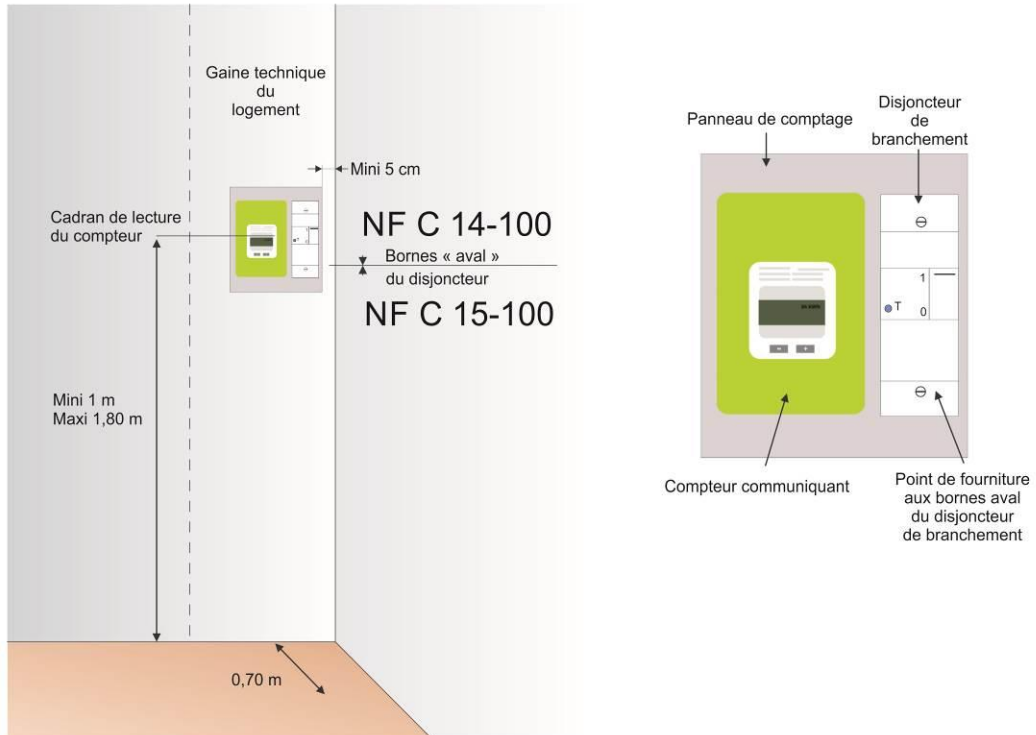 Gaine technique
du
logement
Mini 5 cm
Cadran de lecture
du compteur
NF C 14-100
Bornes « aval »
du disjoncteur
NF C 15-100
Mini 1 m
Maxi 1,80 m
0,70 m
Panneau de comptage
Disjoncteur
de
branchement
1
T
0
Compteur communiquant
Point de fourniture
aux bornes aval
du disjoncteur
de branchement